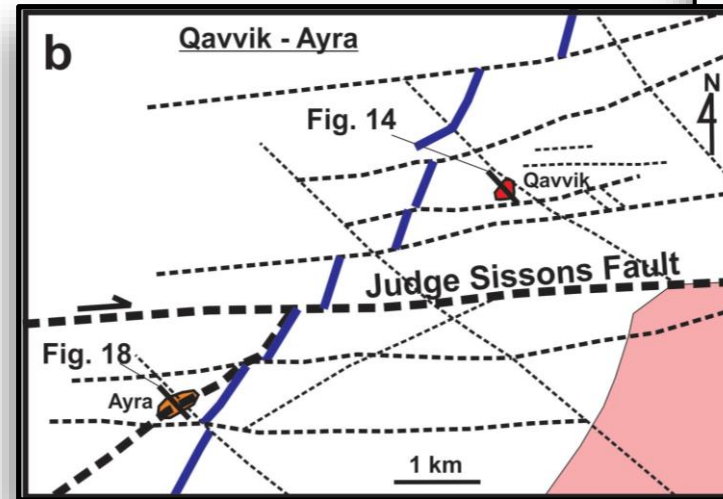 b
Qavvik - Ayra
N
Fig. 14
Qavvik
Judge Sissons Fault
Fig. 18
Ayra
1 km